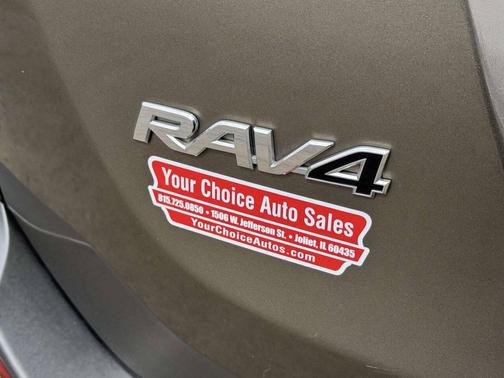 RAV4
Your Choice Auto Sales
815.725.0850 • 1506 W. Jefferson St. • Joliet, IL 60435
YourChoiceAutos.com